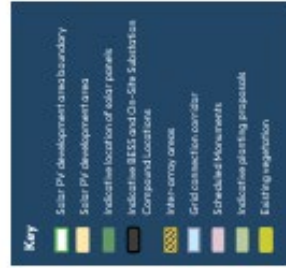 Key
Solar PV development area boundary
Solar PV development area
Indicative location of solar panels
Indicative BESS and On-Site Substation
Compound Locations
Inter-array areas
Grid connection corridor
Scheduled Monuments
Indicative planting proposals
Existing vegetation